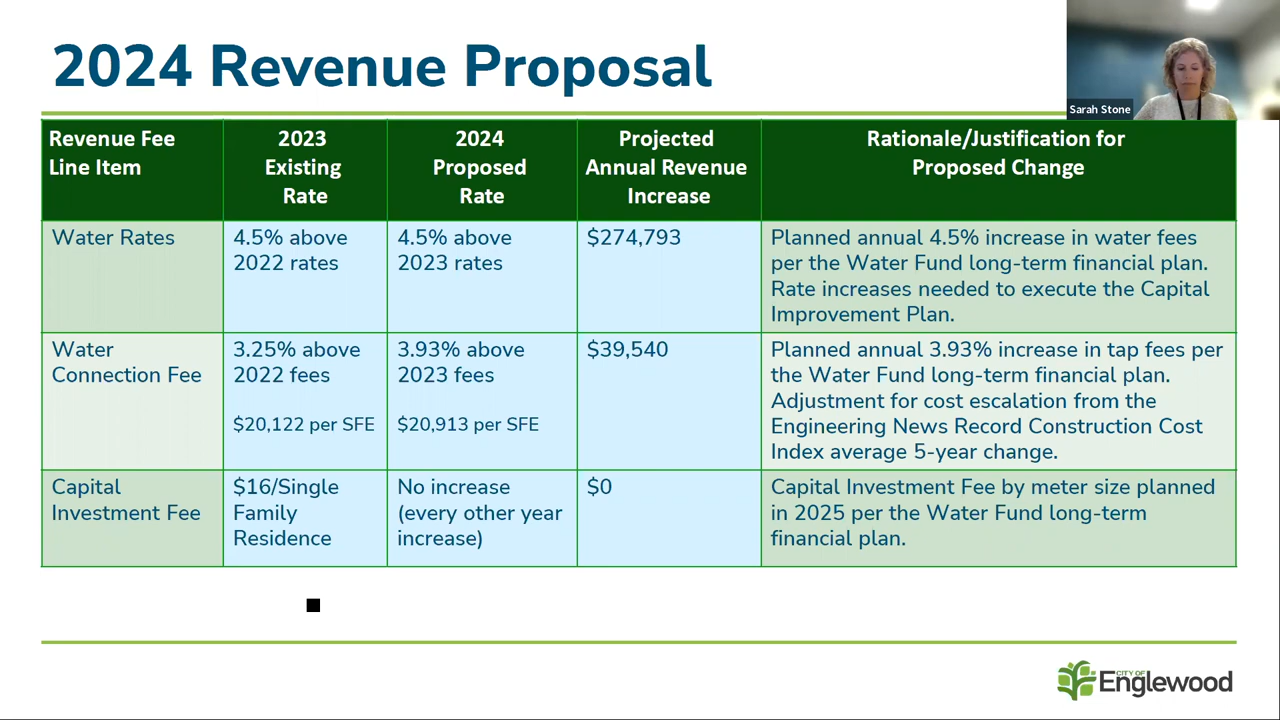 2024 Revenue Proposal
Sarah Stone
Revenue Fee
Line Item
2023
Existing
Rate
2024
Proposed
Rate
Projected
Annual Revenue
Increase
Rationale/Justification for
Proposed Change
Water Rates
4.5% above
2022 rates
4.5% above
2023 rates
$274,793
Planned annual 4.5% increase in water fees
per the Water Fund long-term financial plan.
Rate increases needed to execute the Capital
Improvement Plan.
Water
Connection Fee
3.25% above
2022 fees
$20,122 per SFE
3.93% above
2023 fees
$20,913 per SFE
$39,540
Planned annual 3.93% increase in tap fees per
the Water Fund long-term financial plan.
Adjustment for cost escalation from the
Engineering News Record Construction Cost
Index average 5-year change.
Capital
Investment Fee
$16/Single
Family
Residence
No increase
(every other year
increase)
$0
Capital Investment Fee by meter size planned
in 2025 per the Water Fund long-term
financial plan.
CITY OF
Englewood